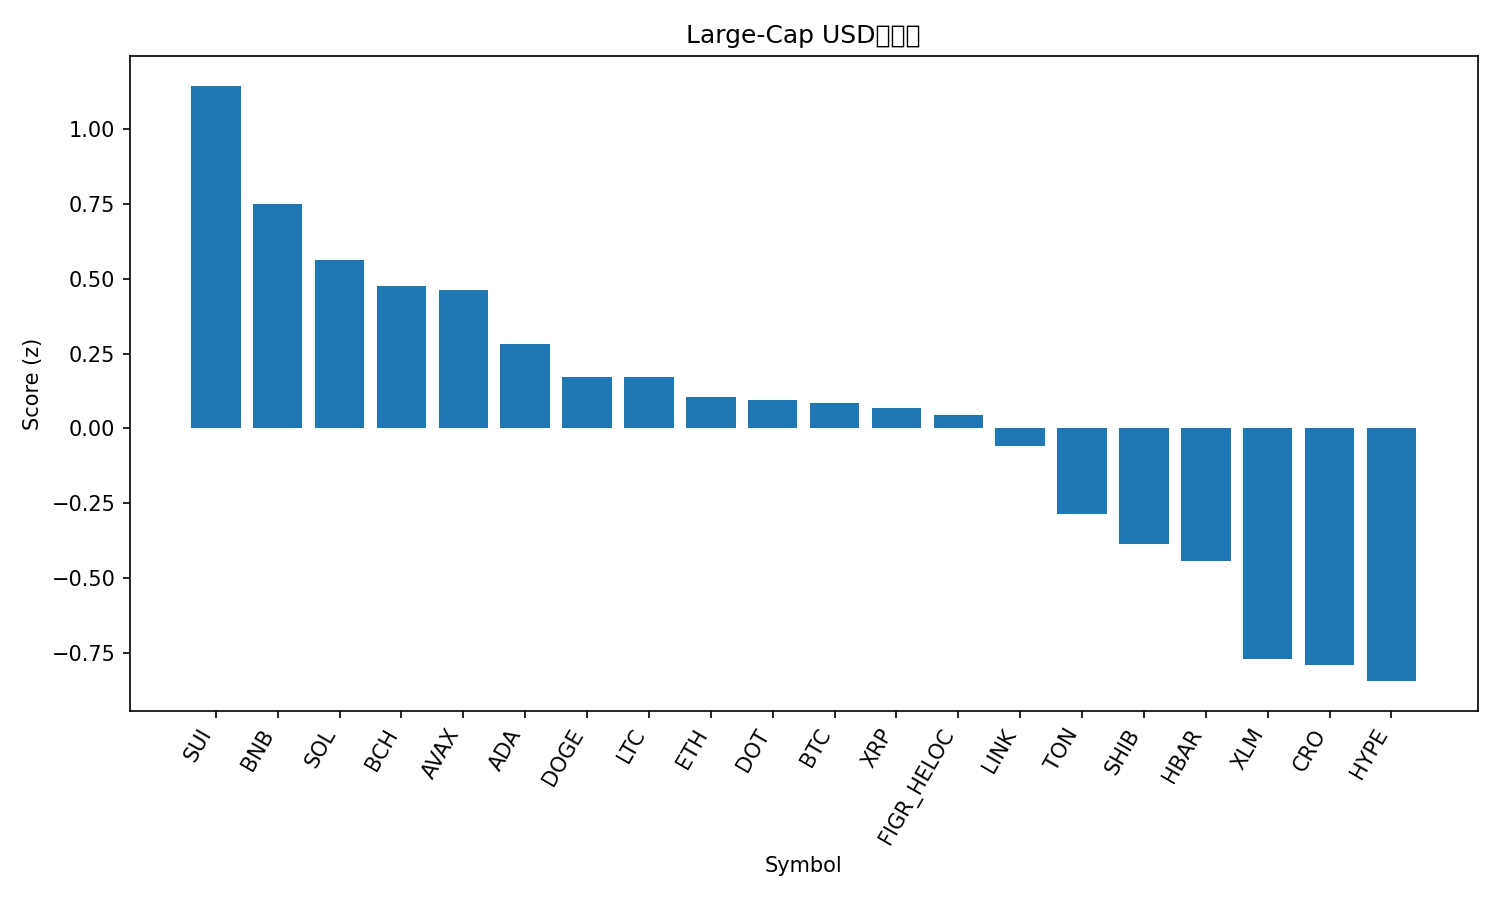 Large-Cap USD
Score (z)
1.00
0.75
0.50
0.25
0.00
−0.25
−0.50
−0.75
SUI
BNB
SOL
BCH
AVAX
ADA
DOGE
LTC
ETH
DOT
BTC
XRP
FIGR_HELOC
LINK
TON
SHIB
HBAR
XLM
CRO
HYPE
Symbol